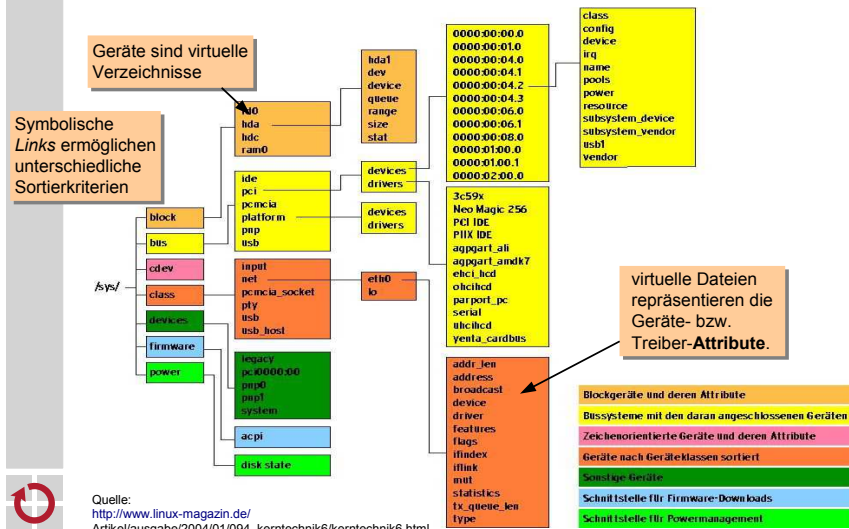 Geräte sind virtuelle
Verzeichnisse
Symbolische
Links ermöglichen
unterschiedliche
Sortierkriterien
/sys/
block
bus
cdev
class
devices
firmware
power
hda
hdc
ram0
ide
pci
pcmcia
platform
pnp
usb
input
net
pcmcia_socket
pty
usb
usb_host
legacy
pci0000:00
pnp0
pnp1
system
acpi
disk state
hda1
dev
device
queue
range
size
stat
devices
drivers
devices
drivers
eth0
lo
0000:00:00.0
0000:00:01.0
0000:00:04.0
0000:00:04.1
0000:00:04.2
0000:00:04.3
0000:00:06.0
0000:00:06.1
0000:00:08.0
0000:01:00.0
0000:01:00.1
0000:02:00.0
3c59x
Neo Magic 256
PCI IDE
PIIX IDE
agpgart_ali
agpgart_amdk7
ehci_hcd
ohcihcd
parport_pc
serial
uhcihcd
yenta_cardbus
addr_len
address
broadcast
device
driver
features
flags
ifindex
iflink
mut
statistics
tx_queue_len
type
class
config
device
irq
name
pools
power
resource
subsystem_device
subsystem_vendor
usb1
vendor
virtuelle Dateien
repräsentieren die
Geräte- bzw.
Treiber-Attribute.
Blockgeräte und deren Attribute
Bussysteme mit den daran angeschlossenen Geräten
Zeichenorientierte Geräte und deren Attribute
Geräte nach Geräteklassen sortiert
Sonstige Geräte
Schnittstelle für Firmware-Downloads
Schnittstelle für Powermanagement
Quelle:
http://www.linux-magazin.de/
Artikel/ausgabe/2004/01/094_kerntechnik6/kerntechnik6.html